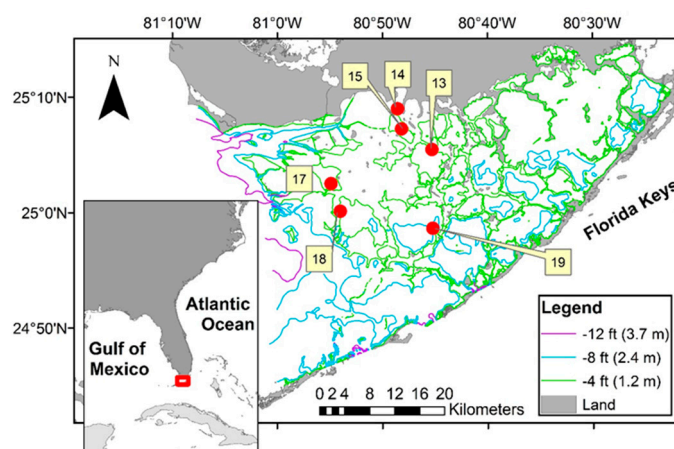 81°10'W 81°0'W 80°50'W 80°40'W 80°30'W
N
25°10'N
15
14
13
17
25°0'N
18
19
Florida Keys
24°50'N
Atlantic
Ocean
Gulf of
Mexico
Legend
-12 ft (3.7 m)
-8 ft (2.4 m)
-4 ft (1.2 m)
Land
0 2 4 8 12 16 20
Kilometers